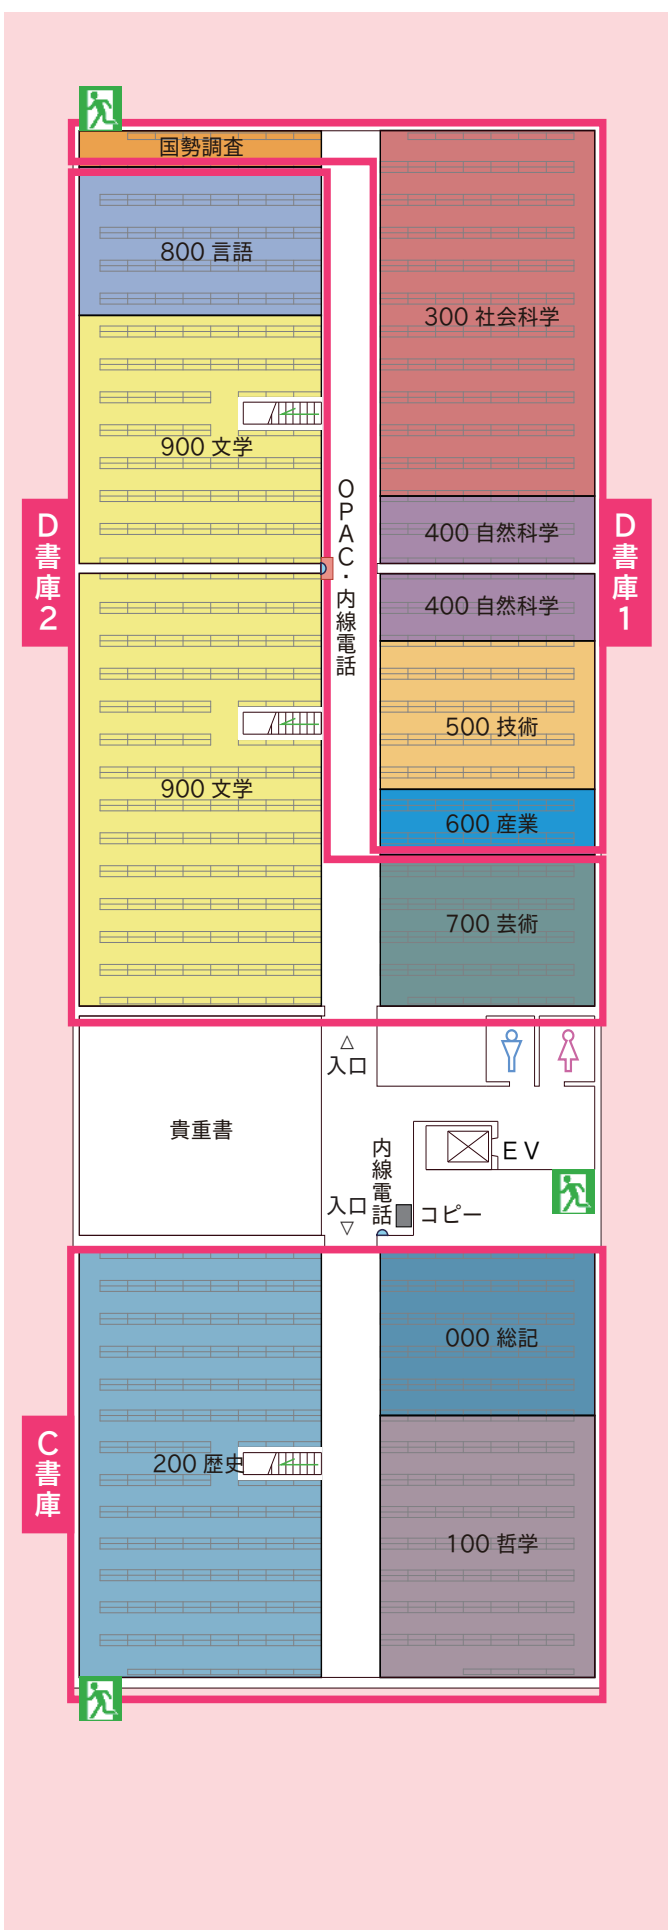 国勢調査
800 言語
300 社会科学
900 文学
D書庫2
OPAC・内線電話
D書庫1
400 自然科学
400 自然科学
500 技術
900 文学
600 産業
700 芸術
△
入口
貴重書
内線電話
EV
入口
▽
コピー
000 総記
C書庫
200 歴史
100 哲学